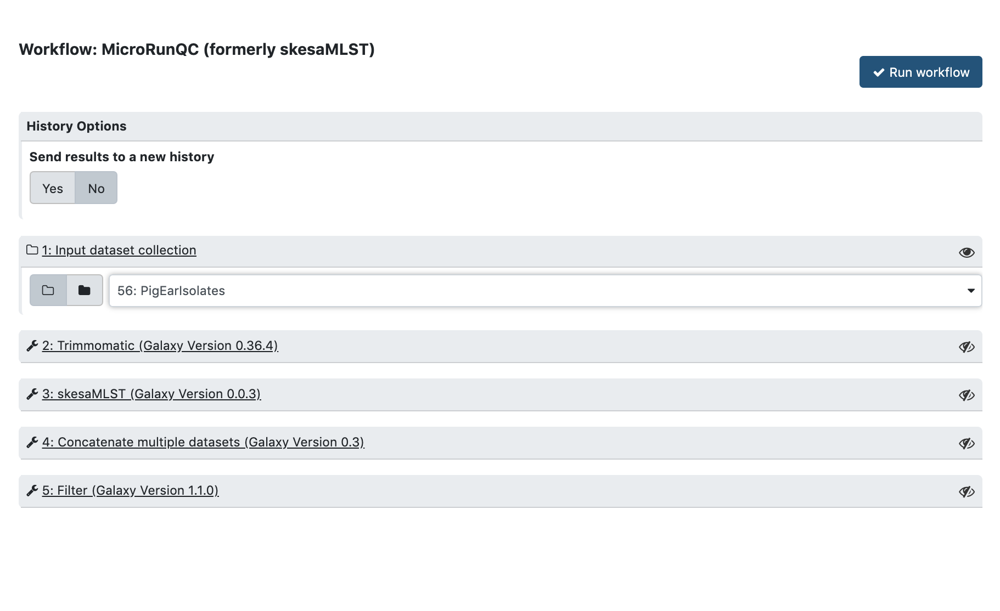 Workflow: MicroRunQC (formerly skesaMLST)
Run workflow
History Options
Send results to a new history
Yes No
1: Input dataset collection
56: PigEarIsolates
2: Trimmomatic (Galaxy Version 0.36.4)
3: skesaMLST (Galaxy Version 0.0.3)
4: Concatenate multiple datasets (Galaxy Version 0.3)
5: Filter (Galaxy Version 1.1.0)